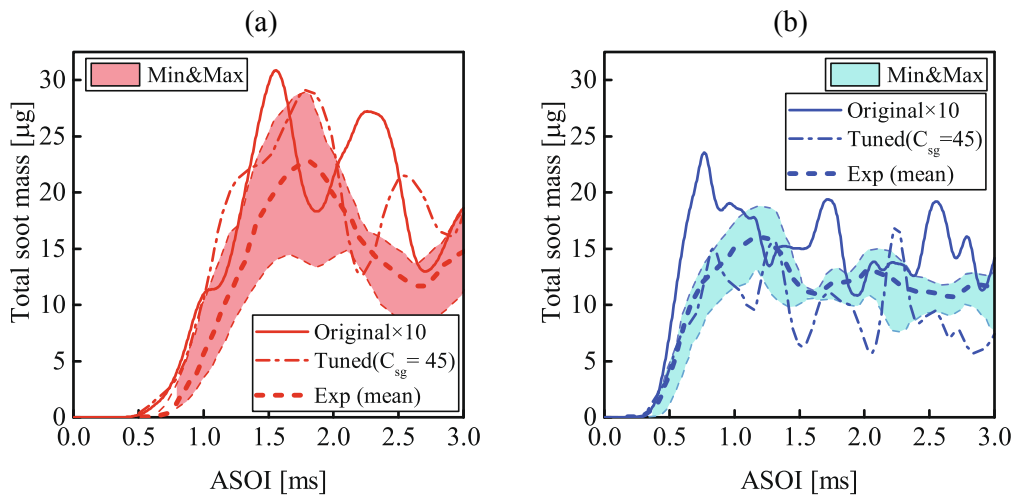 (a)
Total soot mass [μg]
30
25
20
15
10
5
0
0.0 0.5 1.0 1.5 2.0 2.5 3.0
ASOI [ms]
Min&Max
Original×10
Tuned(Csg= 45)
Exp (mean)
(b)
Total soot mass [μg]
30
25
20
15
10
5
0
0.0 0.5 1.0 1.5 2.0 2.5 3.0
ASOI [ms]
Min&Max
Original×10
Tuned(Csg=45)
Exp (mean)